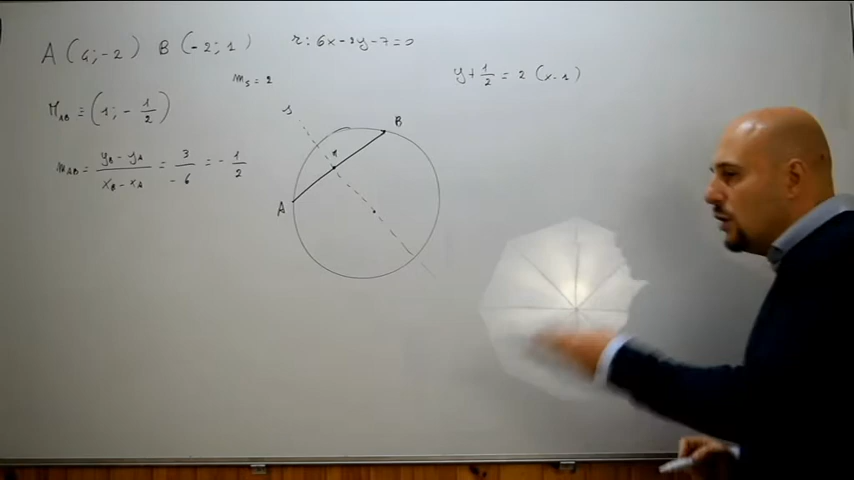 A (4;-2) B (-2;1) r: 6x-2y-7=0
m_s = 2
y+1/2 = 2 (x-1)
M_AB ≡ (1; -1/2)
m_AB = (y_B - y_A)/(x_B - x_A) = 3/-6 = -1/2
s
B
M
A